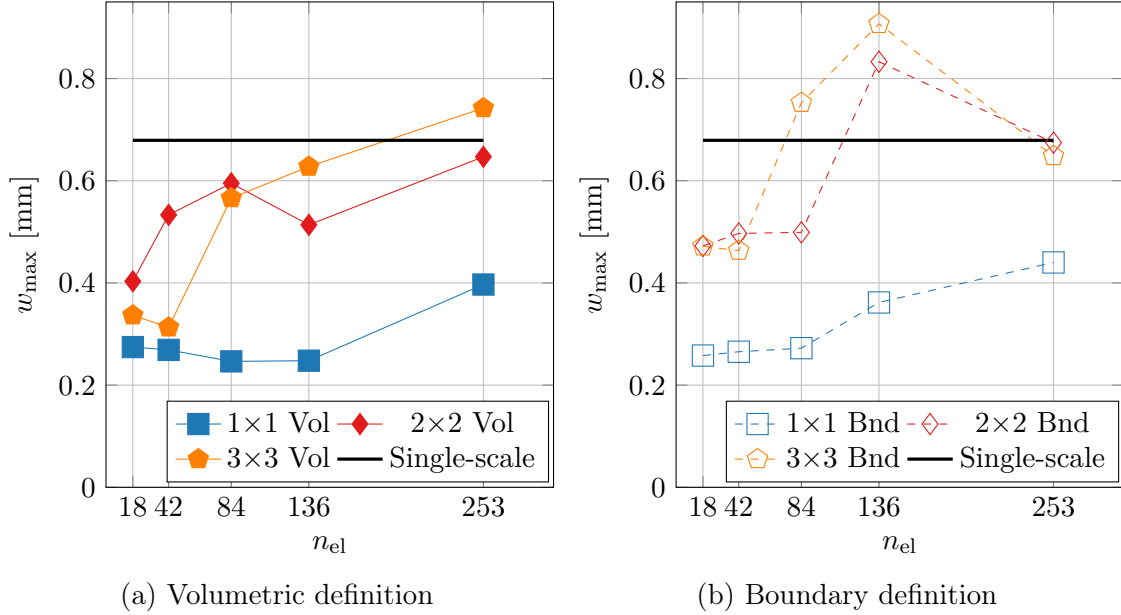 0.8
0.6
0.4
0.2
0
w_max [mm]
1×1 Vol
2×2 Vol
3×3 Vol
Single-scale
18 42 84 136 253
n_el
(a) Volumetric definition
0.8
0.6
0.4
0.2
0
w_max [mm]
1×1 Bnd
2×2 Bnd
3×3 Bnd
Single-scale
18 42 84 136 253
n_el
(b) Boundary definition